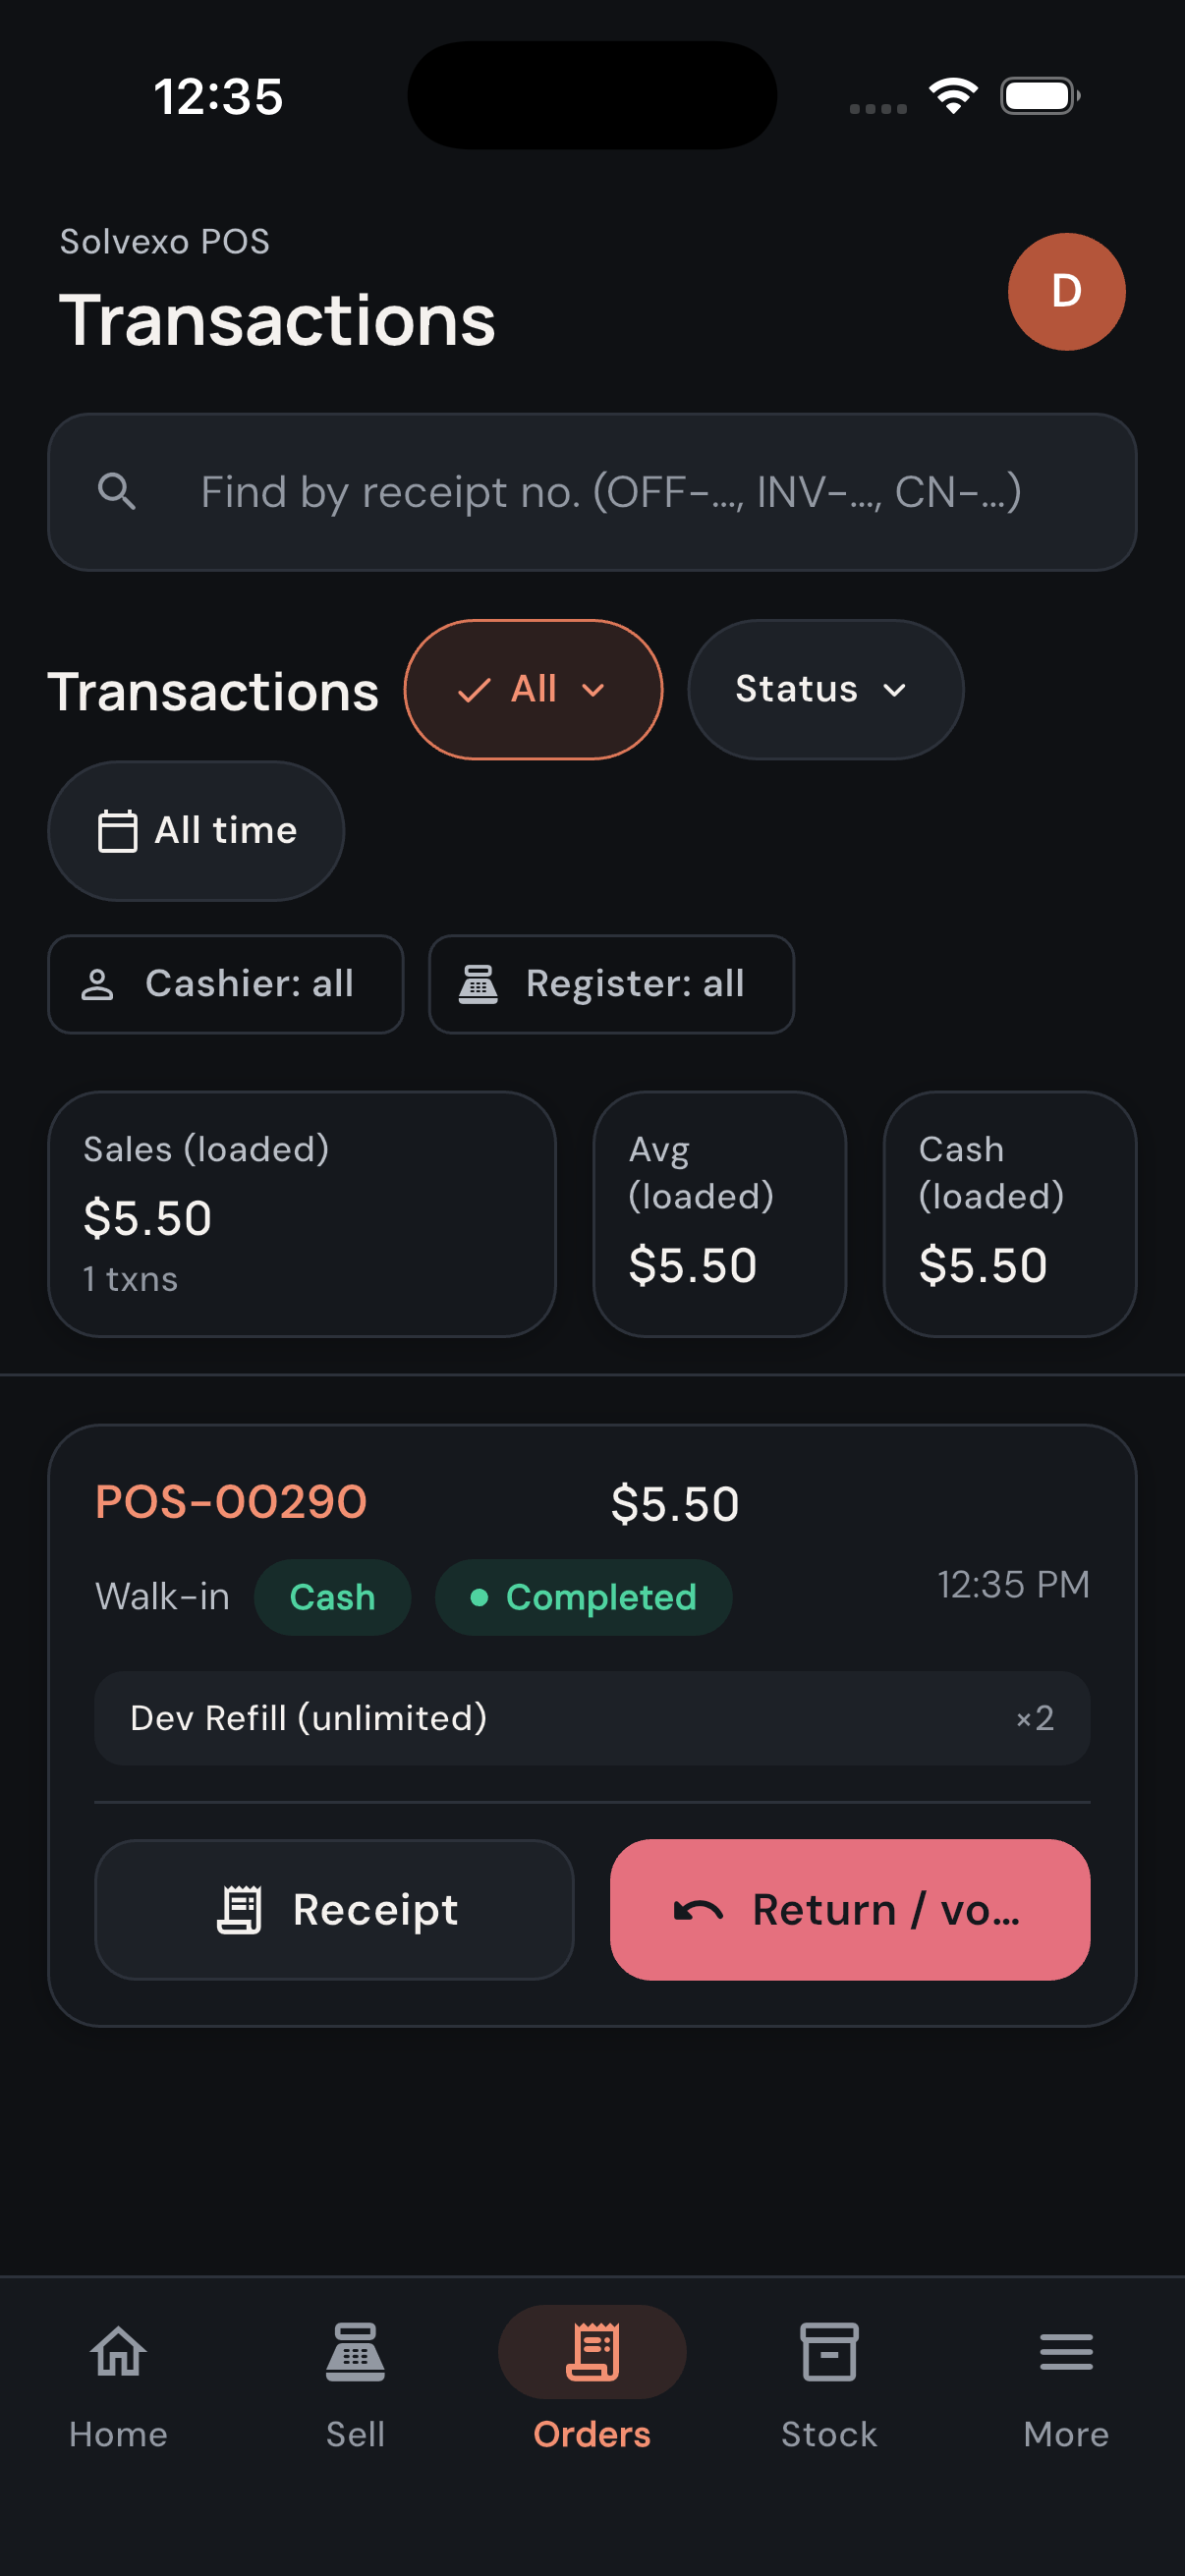 12:35
Solvexo POS
Transactions
D
Find by receipt no. (OFF-…, INV-…, CN-…)
Transactions All Status
All time
Cashier: all Register: all
Sales (loaded)
$5.50
1 txns
Avg
(loaded)
$5.50
Cash
(loaded)
$5.50
POS-00290 $5.50
Walk-in Cash Completed 12:35 PM
Dev Refill (unlimited) ×2
Receipt Return / vo…
Home Sell Orders Stock More